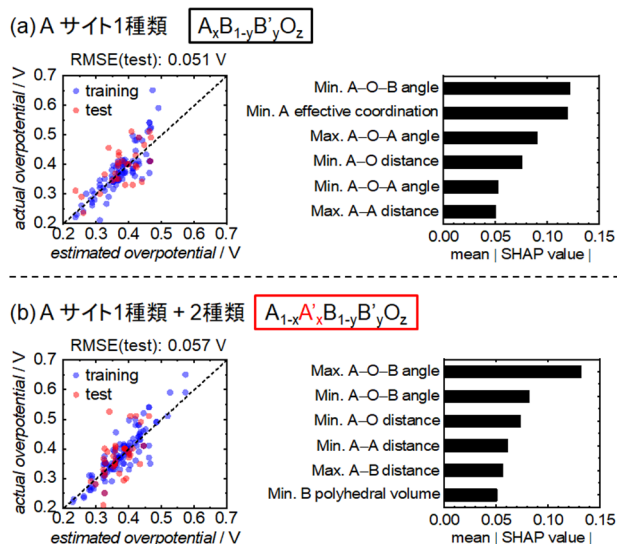 (a) A サイト1種類 AₓB₁₋ᵧB'ᵧO_z
RMSE(test): 0.051 V
actual overpotential / V
0.7
0.6
0.5
0.4
0.3
0.2
training
test
0.2 0.3 0.4 0.5 0.6 0.7
estimated overpotential / V
Min. A–O–B angle
Min. A effective coordination
Max. A–O–A angle
Min. A–O distance
Min. A–O–A angle
Max. A–A distance
0.00 0.05 0.10 0.15
mean | SHAP value |
(b) A サイト1種類 + 2種類 A₁₋ₓA'ₓB₁₋ᵧB'ᵧO_z
RMSE(test): 0.057 V
actual overpotential / V
0.7
0.6
0.5
0.4
0.3
0.2
training
test
0.2 0.3 0.4 0.5 0.6 0.7
estimated overpotential / V
Max. A–O–B angle
Min. A–O–B angle
Min. A–O distance
Min. A–A distance
Max. A–B distance
Min. B polyhedral volume
0.00 0.05 0.10 0.15
mean | SHAP value |